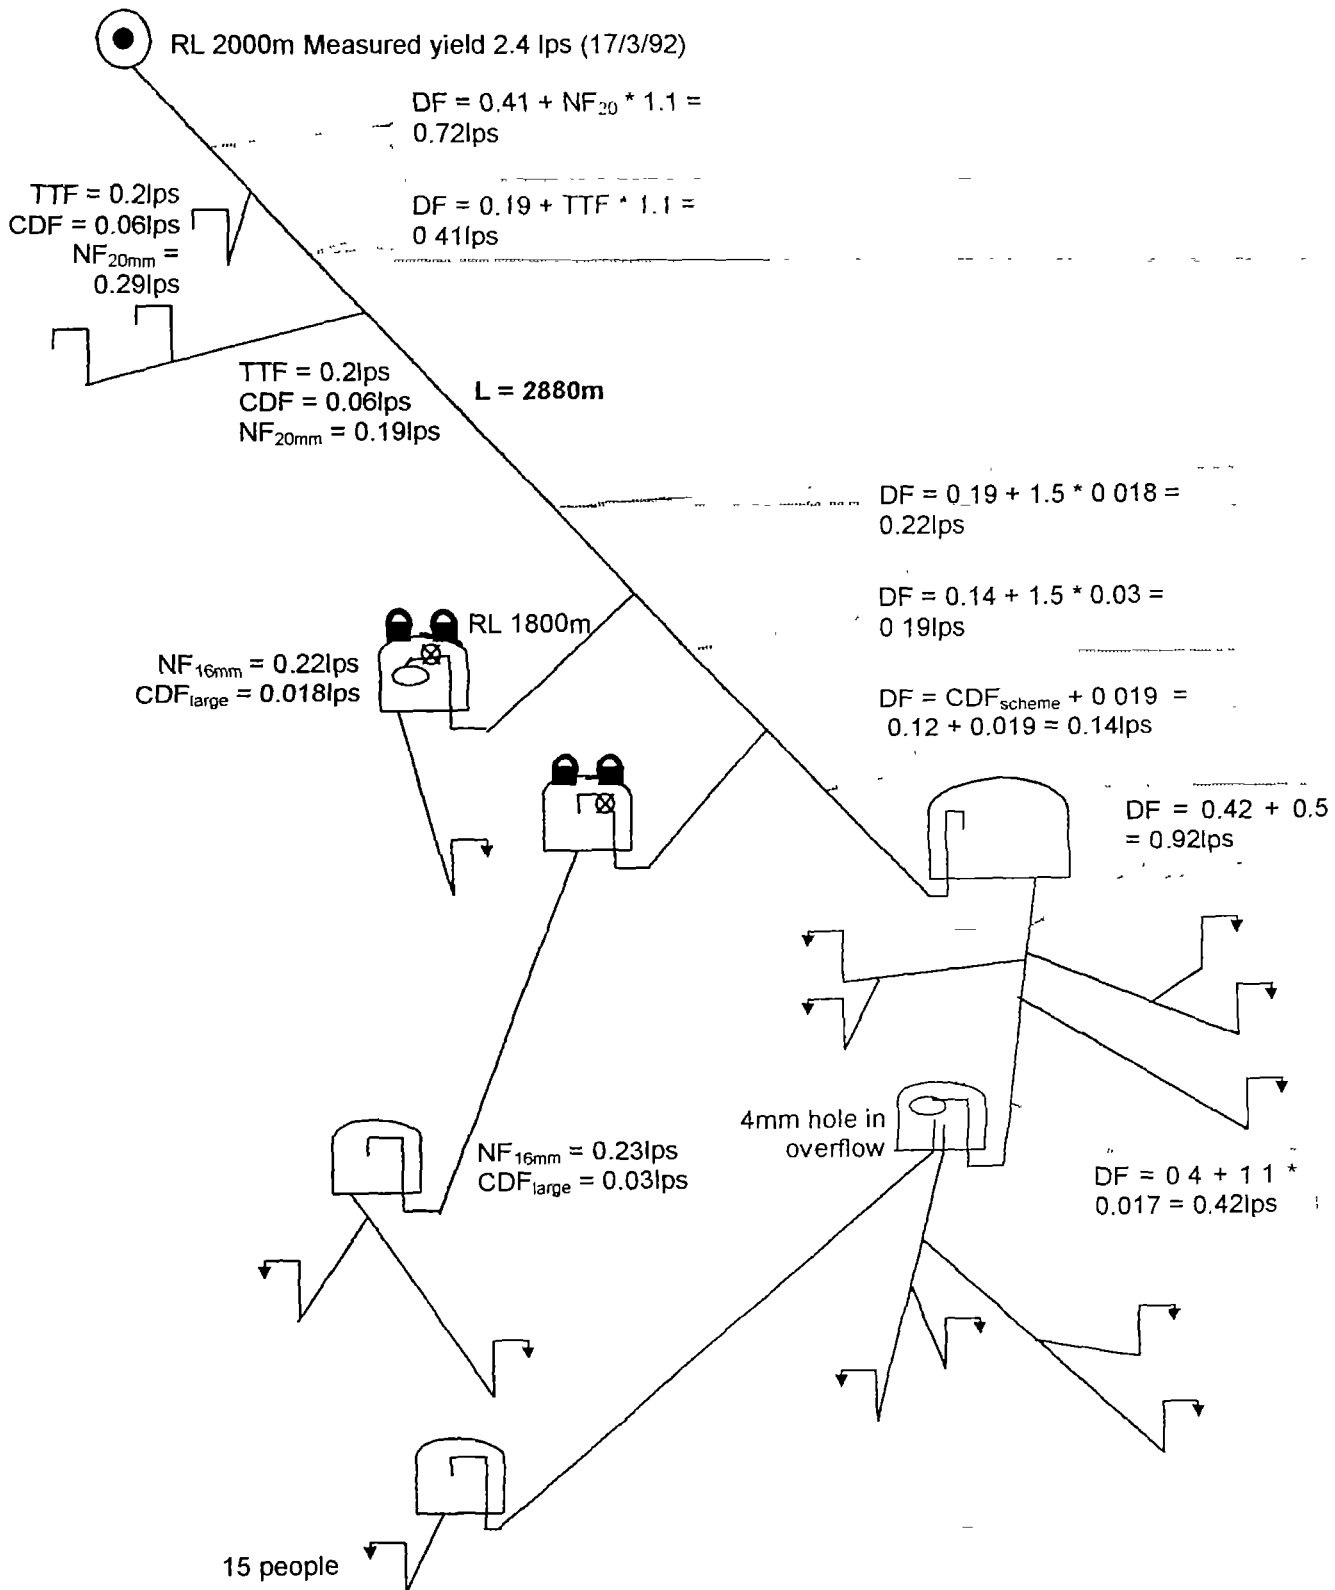 RL 2000m Measured yield 2.4 lps (17/3/92)
DF = 0.41 + NF20 * 1.1 =
0.72lps
TTF = 0.2lps
CDF = 0.06lps
NF20mm =
0.29lps
DF = 0.19 + TTF * 1.1 =
0 41lps
TTF = 0.2lps
CDF = 0.06lps
NF20mm = 0.19lps
L = 2880m
DF = 0 19 + 1.5 * 0 018 =
0.22lps
DF = 0.14 + 1.5 * 0.03 =
0 19lps
RL 1800m
NF16mm = 0.22lps
CDFlarge = 0.018lps
DF = CDFscheme + 0 019 =
0.12 + 0.019 = 0.14lps
DF = 0.42 + 0.5
= 0.92lps
4mm hole in
overflow
NF16mm = 0.23lps
CDFlarge = 0.03lps
DF = 0 4 + 1 1 *
0.017 = 0.42lps
15 people